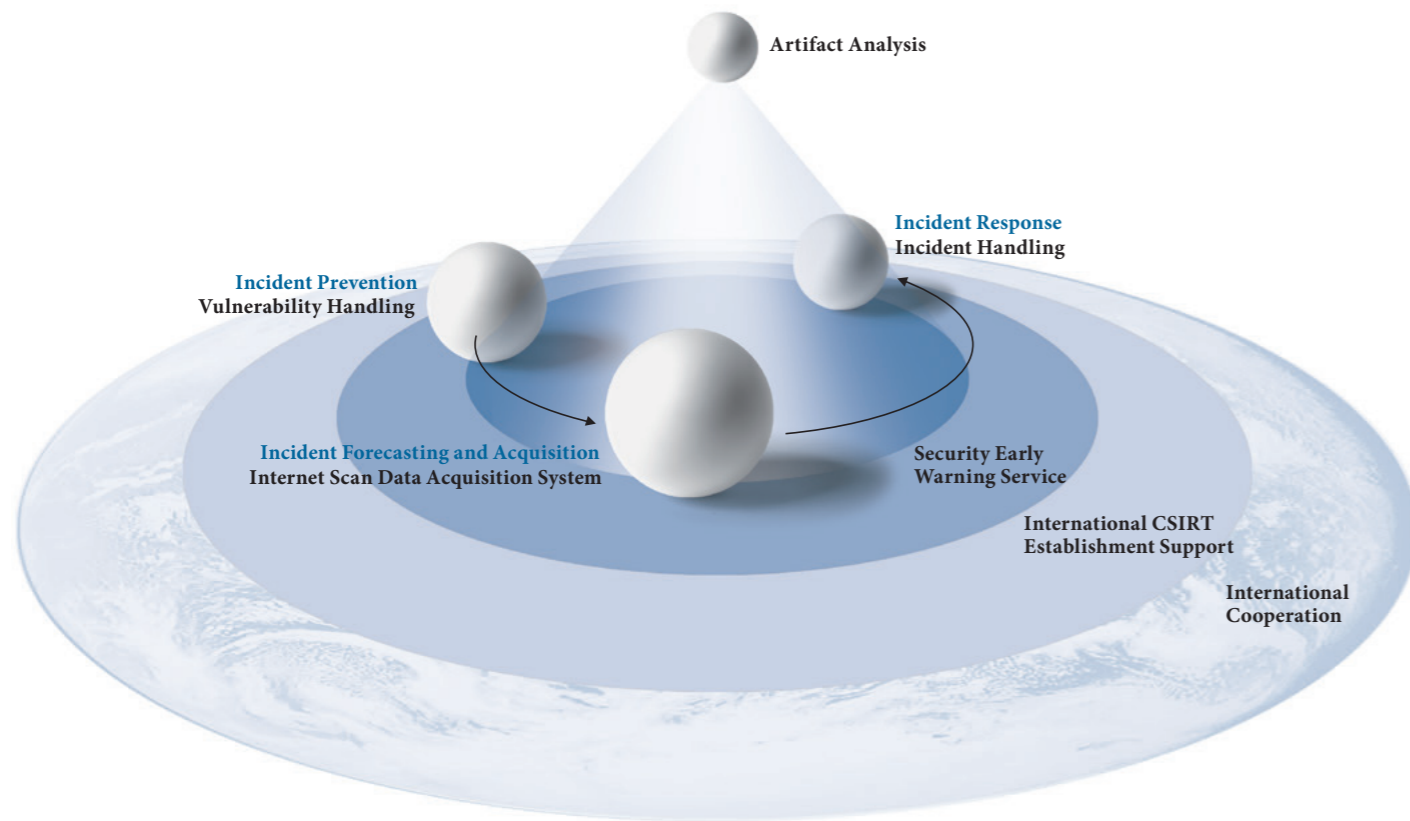 Artifact Analysis
Incident Response
Incident Handling
Incident Prevention
Vulnerability Handling
Incident Forecasting and Acquisition
Internet Scan Data Acquisition System
Security Early
Warning Service
International CSIRT
Establishment Support
International
Cooperation